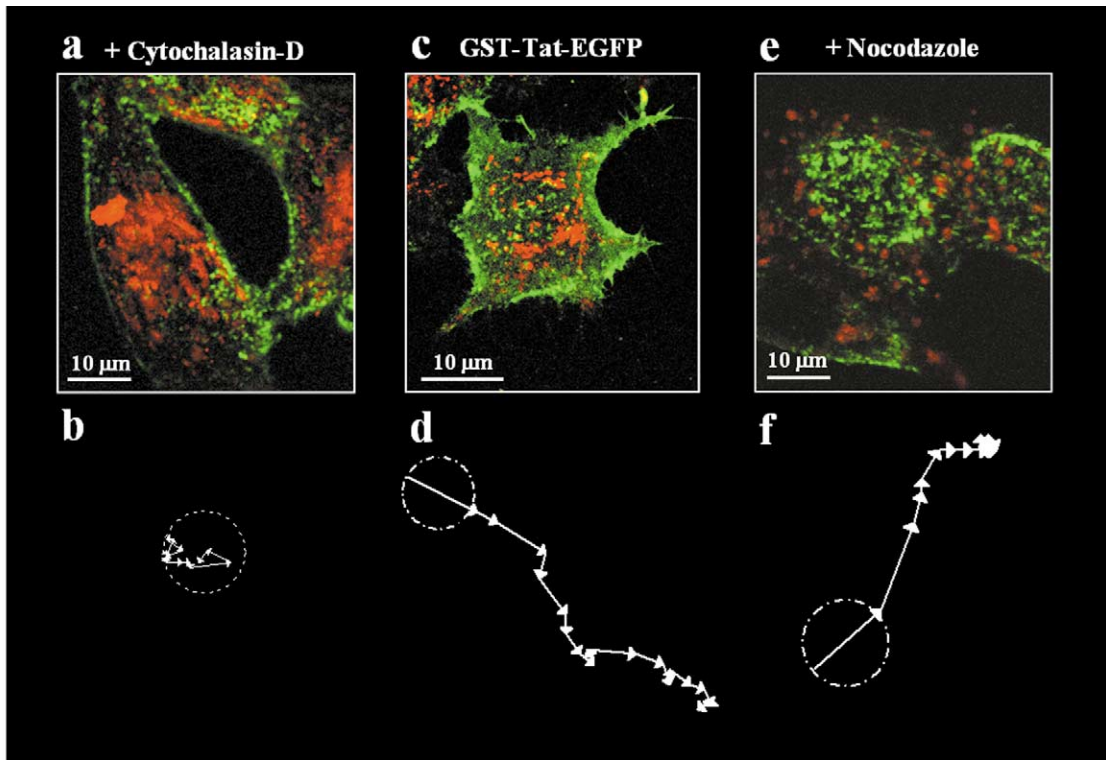 a + Cytochalasin-D
c GST-Tat-EGFP
e + Nocodazole
10 μm
10 μm
10 μm
b
d
f